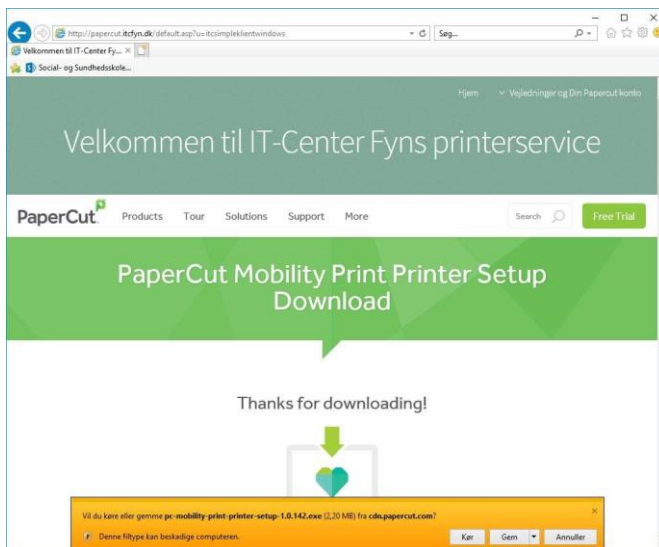 http://papercut.itcfyn.dk/default.asp?u=itcsimpleklientwindows
Søg...
Velkommen til IT-Center Fy...
Social- og Sundhedsskole...
Hjem
Vejledninger og Din Papercut konto
Velkommen til IT-Center Fyns printerservice
PaperCut Products Tour Solutions Support More Search Free Trial
PaperCut Mobility Print Printer Setup
Download
Thanks for downloading!
Vil du køre eller gemme pc-mobility-print-printer-setup-1.0.142.exe (2,20 MB) fra cdn.papercut.com?
Denne filtype kan beskadige computeren.
Kør Gem Annuller